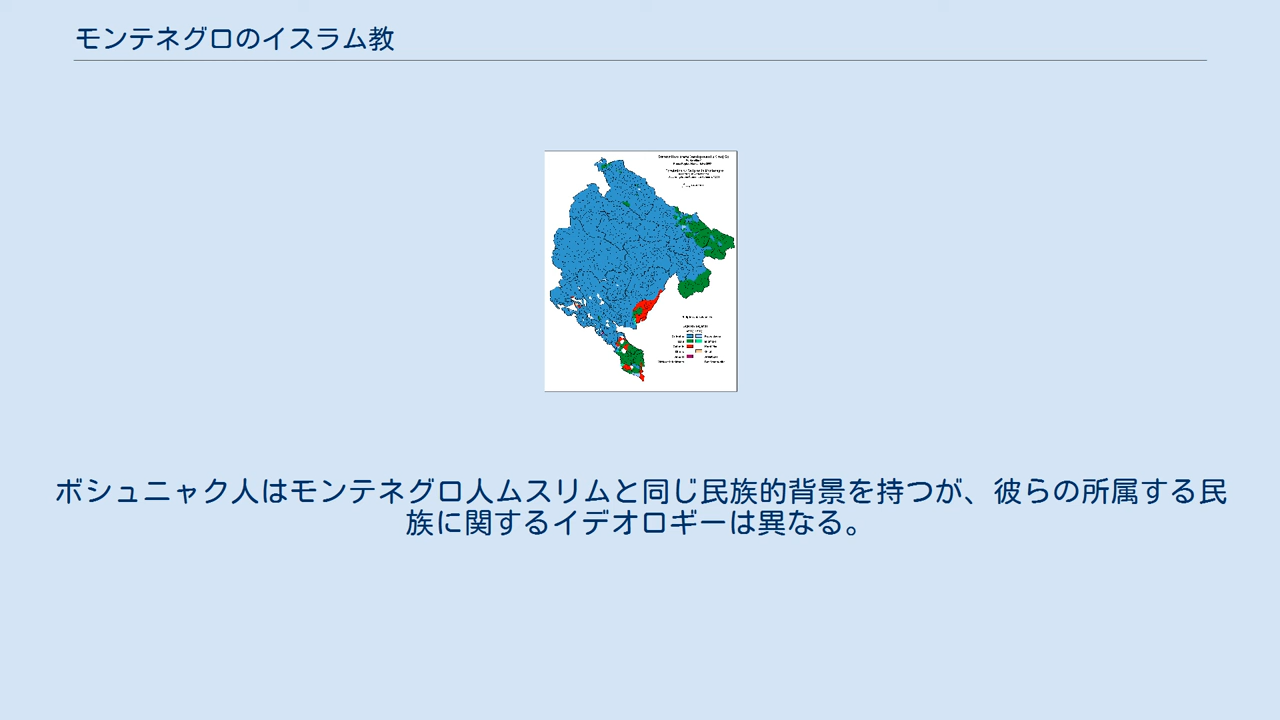 モンテネグロのイスラム教
ボシュニャク人はモンテネグロ人ムスリムと同じ民族的背景を持つが、彼らの所属する民
族に関するイデオロギーは異なる。